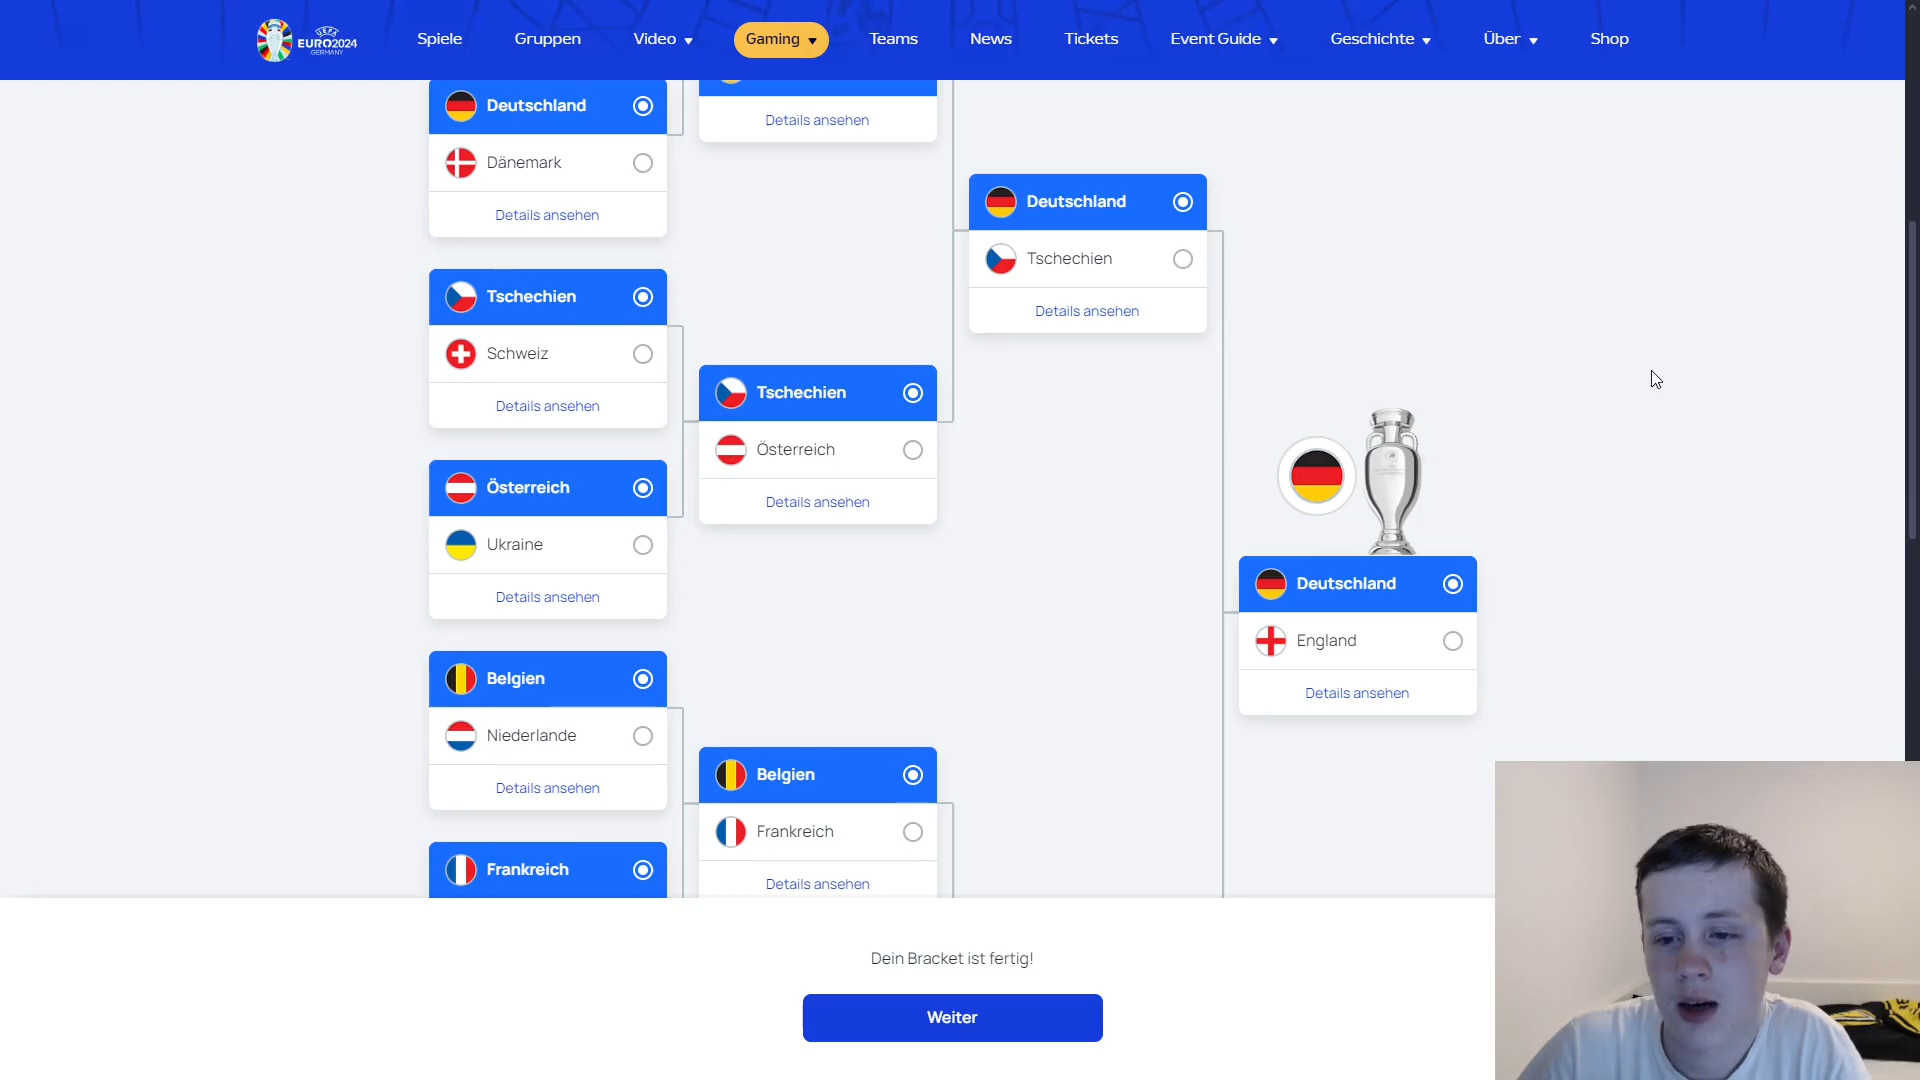 UEFA
EURO2024
GERMANY
Spiele
Gruppen
Video
Gaming
Teams
News
Tickets
Event Guide
Geschichte
Über
Shop
Deutschland
Dänemark
Details ansehen
Tschechien
Schweiz
Details ansehen
Österreich
Ukraine
Details ansehen
Belgien
Niederlande
Details ansehen
Frankreich
Details ansehen
Tschechien
Österreich
Details ansehen
Belgien
Frankreich
Details ansehen
Deutschland
Tschechien
Details ansehen
Deutschland
England
Details ansehen
Dein Bracket ist fertig!
Weiter